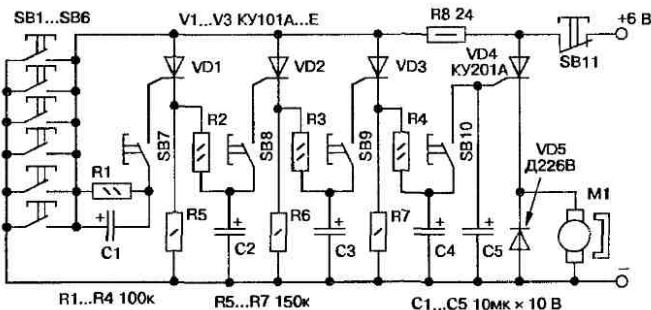 SB1...SB6
V1...V3 КУ101А...Е
R8 24
+6 В
VD1
VD2
VD3
VD4
КУ201А
SB11
R2
R3
R4
SB7
SB8
SB9
SB10
R1
VD5
Д226В
М1
+
C1
R5
+
C2
R6
+
C3
R7
+
C4
+
C5
−
R1...R4 100к
R5...R7 150к
C1...C5 10мк × 10 В